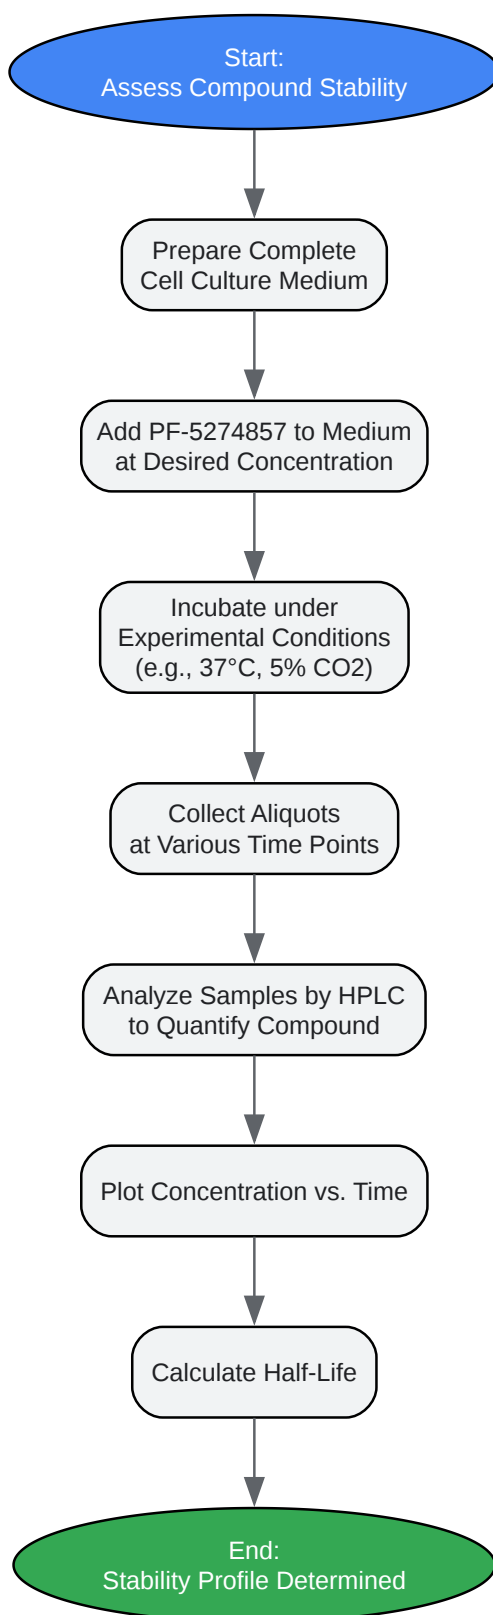 Start:
Assess Compound Stability
Prepare Complete
Cell Culture Medium
Add PF-5274857 to Medium
at Desired Concentration
Incubate under
Experimental Conditions
(e.g., 37°C, 5% CO2)
Collect Aliquots
at Various Time Points
Analyze Samples by HPLC
to Quantify Compound
Plot Concentration vs. Time
Calculate Half-Life
End:
Stability Profile Determined